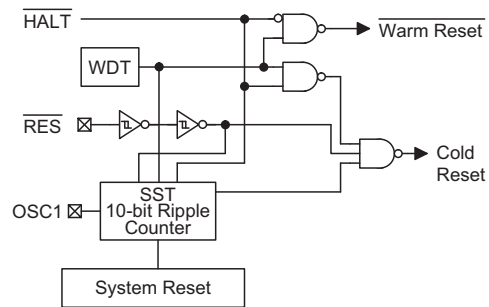 HALT
Warm Reset
WDT
RES
Cold
Reset
SST
10-bit Ripple
Counter
OSC1
System Reset